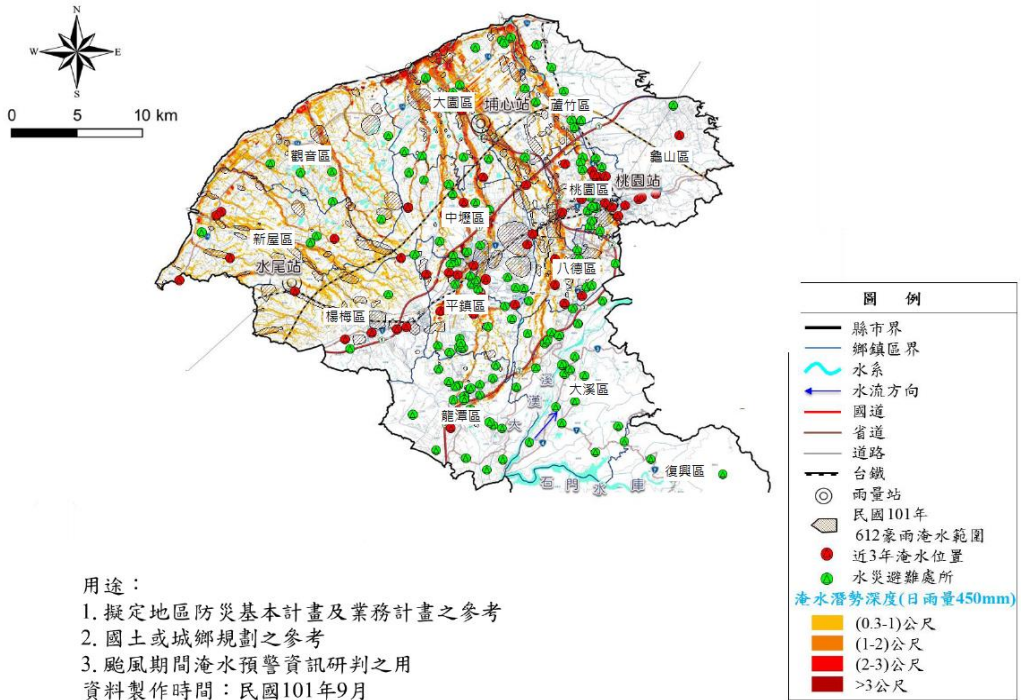 N
W
E
S
0
5
10 km
大園區
埔心站
蘆竹區
觀音區
龜山區
桃園站
桃園區
中壢區
新屋區
水尾站
八德區
楊梅區
平鎮區
大溪區
龍潭區
大
漢
溪
復興區
石門水庫
圖 例
縣市界
鄉鎮區界
水系
水流方向
國道
省道
道路
台鐵
雨量站
民國101年
612豪雨淹水範圍
近3年淹水位置
水災避難處所
淹水潛勢深度(日雨量450mm)
(0.3-1)公尺
(1-2)公尺
(2-3)公尺
>3公尺
用途：
1. 擬定地區防災基本計畫及業務計畫之參考
2. 國土或城鄉規劃之參考
3. 颱風期間淹水預警資訊研判之用
資料製作時間：民國101年9月